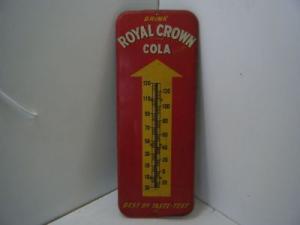 DRINK
ROYAL CROWN
COLA
BEST BY TASTE-TEST